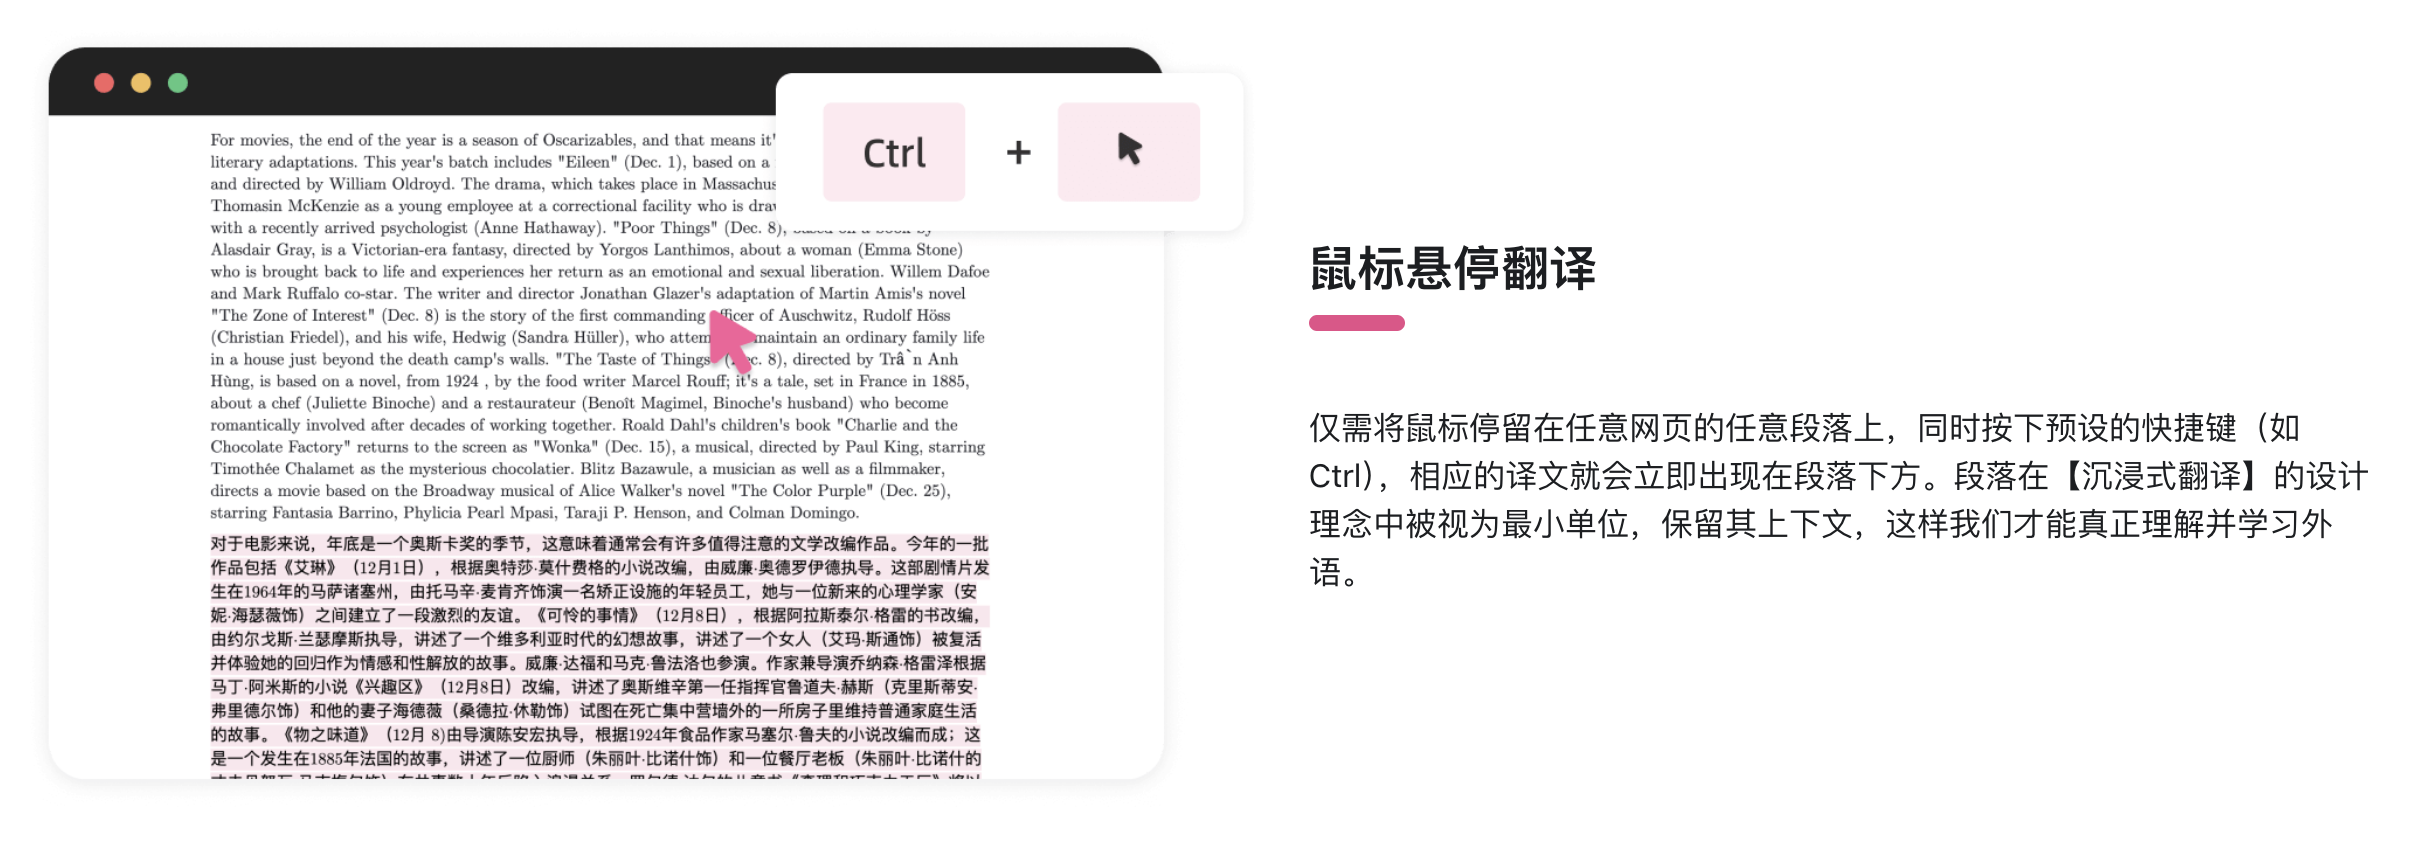 Ctrl
+
For movies, the end of the year is a season of Oscarizables, and that means it'
literary adaptations. This year's batch includes "Eileen" (Dec. 1), based on a
and directed by William Oldroyd. The drama, which takes place in Massachus
Thomasin McKenzie as a young employee at a correctional facility who is draw
with a recently arrived psychologist (Anne Hathaway). "Poor Things" (Dec. 8), based on a book by
Alasdair Gray, is a Victorian-era fantasy, directed by Yorgos Lanthimos, about a woman (Emma Stone)
who is brought back to life and experiences her return as an emotional and sexual liberation. Willem Dafoe
and Mark Ruffalo co-star. The writer and director Jonathan Glazer's adaptation of Martin Amis's novel
"The Zone of Interest" (Dec. 8) is the story of the first commanding officer of Auschwitz, Rudolf Höss
(Christian Friedel), and his wife, Hedwig (Sandra Hüller), who attem maintain an ordinary family life
in a house just beyond the death camp's walls. "The Taste of Things" (Dec. 8), directed by Trâ`n Anh
Hùng, is based on a novel, from 1924 , by the food writer Marcel Rouff; it's a tale, set in France in 1885,
about a chef (Juliette Binoche) and a restaurateur (Benoît Magimel, Binoche's husband) who become
romantically involved after decades of working together. Roald Dahl's children's book "Charlie and the
Chocolate Factory" returns to the screen as "Wonka" (Dec. 15), a musical, directed by Paul King, starring
Timothée Chalamet as the mysterious chocolatier. Blitz Bazawule, a musician as well as a filmmaker,
directs a movie based on the Broadway musical of Alice Walker's novel "The Color Purple" (Dec. 25),
starring Fantasia Barrino, Phylicia Pearl Mpasi, Taraji P. Henson, and Colman Domingo.
对于电影来说，年底是一个奥斯卡奖的季节，这意味着通常会有许多值得注意的文学改编作品。今年的一批
作品包括《艾琳》（12月1日），根据奥特莎·莫什费格的小说改编，由威廉·奥德罗伊德执导。这部剧情片发
生在1964年的马萨诸塞州，由托马辛·麦肯齐饰演一名矫正设施的年轻员工，她与一位新来的心理学家（安
妮·海瑟薇饰）之间建立了一段激烈的友谊。《可怜的事情》（12月8日），根据阿拉斯泰尔·格雷的书改编，
由约尔戈斯·兰瑟摩斯执导，讲述了一个维多利亚时代的幻想故事，讲述了一个女人（艾玛·斯通饰）被复活
并体验她的回归作为情感和性解放的故事。威廉·达福和马克·鲁法洛也参演。作家兼导演乔纳森·格雷泽根据
马丁·阿米斯的小说《兴趣区》（12月8日）改编，讲述了奥斯维辛第一任指挥官鲁道夫·赫斯（克里斯蒂安·
弗里德尔饰）和他的妻子海德薇（桑德拉·休勒饰）试图在死亡集中营墙外的一所房子里维持普通家庭生活
的故事。《物之味道》（12月 8)由导演陈安宏执导，根据1924年食品作家马塞尔·鲁夫的小说改编而成；这
是一个发生在1885年法国的故事，讲述了一位厨师（朱丽叶·比诺什饰）和一位餐厅老板（朱丽叶·比诺什的
鼠标悬停翻译
仅需将鼠标停留在任意网页的任意段落上，同时按下预设的快捷键（如
Ctrl），相应的译文就会立即出现在段落下方。段落在【沉浸式翻译】的设计
理念中被视为最小单位，保留其上下文，这样我们才能真正理解并学习外
语。